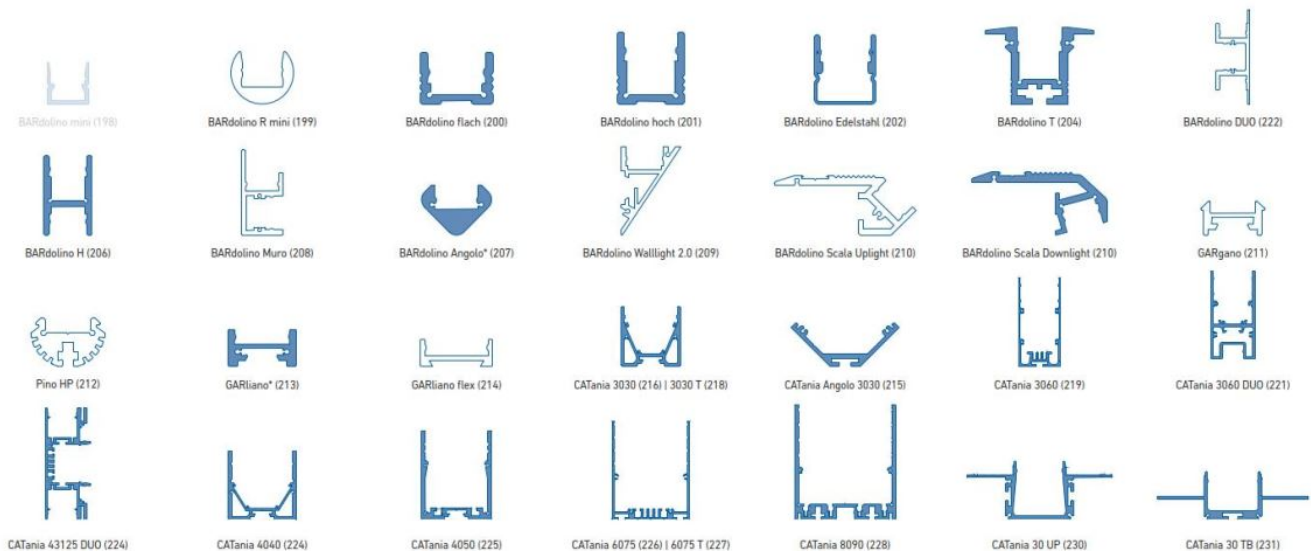 BARdolino mini (198)
BARdolino R mini (199)
BARdolino flach (200)
BARdolino hoch (201)
BARdolino Edelstahl (202)
BARdolino T (204)
BARdolino DUO (222)
BARdolino H (206)
BARdolino Muro (208)
BARdolino Angolo* (207)
BARdolino Walllight 2.0 (209)
BARdolino Scala Uplight (210)
BARdolino Scala Downlight (210)
GARgano (211)
Pino HP (212)
GARliano* (213)
GARliano flex (214)
CATania 3030 (216) | 3030 T (218)
CATania Angolo 3030 (215)
CATania 3060 (219)
CATania 3060 DUO (221)
CATania 43125 DUO (224)
CATania 4040 (224)
CATania 4050 (225)
CATania 6075 (226) | 6075 T (227)
CATania 8090 (228)
CATania 30 UP (230)
CATania 30 TB (231)